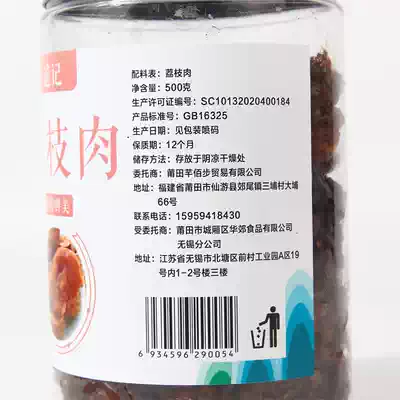 记
枝肉
配料表：荔枝肉
净含量：500克
生产许可证编号：SC10132020400184
产品标准号：GB16325
生产日期：见包装喷码
保质期：12个月
储存方法：存放于阴凉干燥处
委托商：莆田芊佰步贸易有限公司
地址：福建省莆田市仙游县郊尾镇三埔村大埔
66号
联系电话：15959418430
受委托商：莆田市城厢区华郊食品有限公司
无锡分公司
地址：江苏省无锡市北塘区前村工业园A区19
号内1-2号楼三楼
6 934596 290054